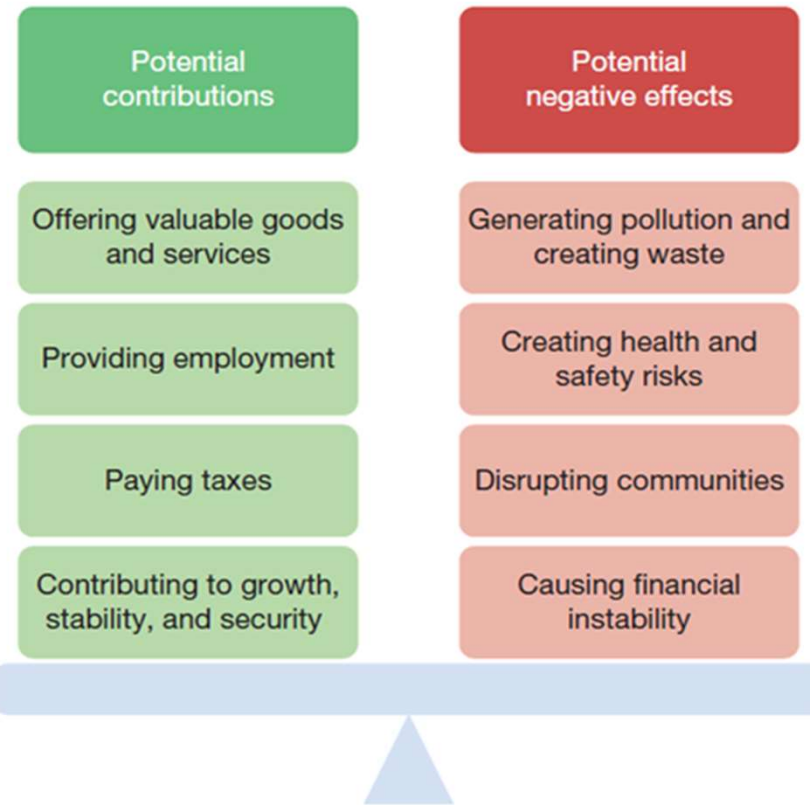 Potential
contributions
Offering valuable goods
and services
Providing employment
Paying taxes
Contributing to growth,
stability, and security
Potential
negative effects
Generating pollution and
creating waste
Creating health and
safety risks
Disrupting communities
Causing financial
instability